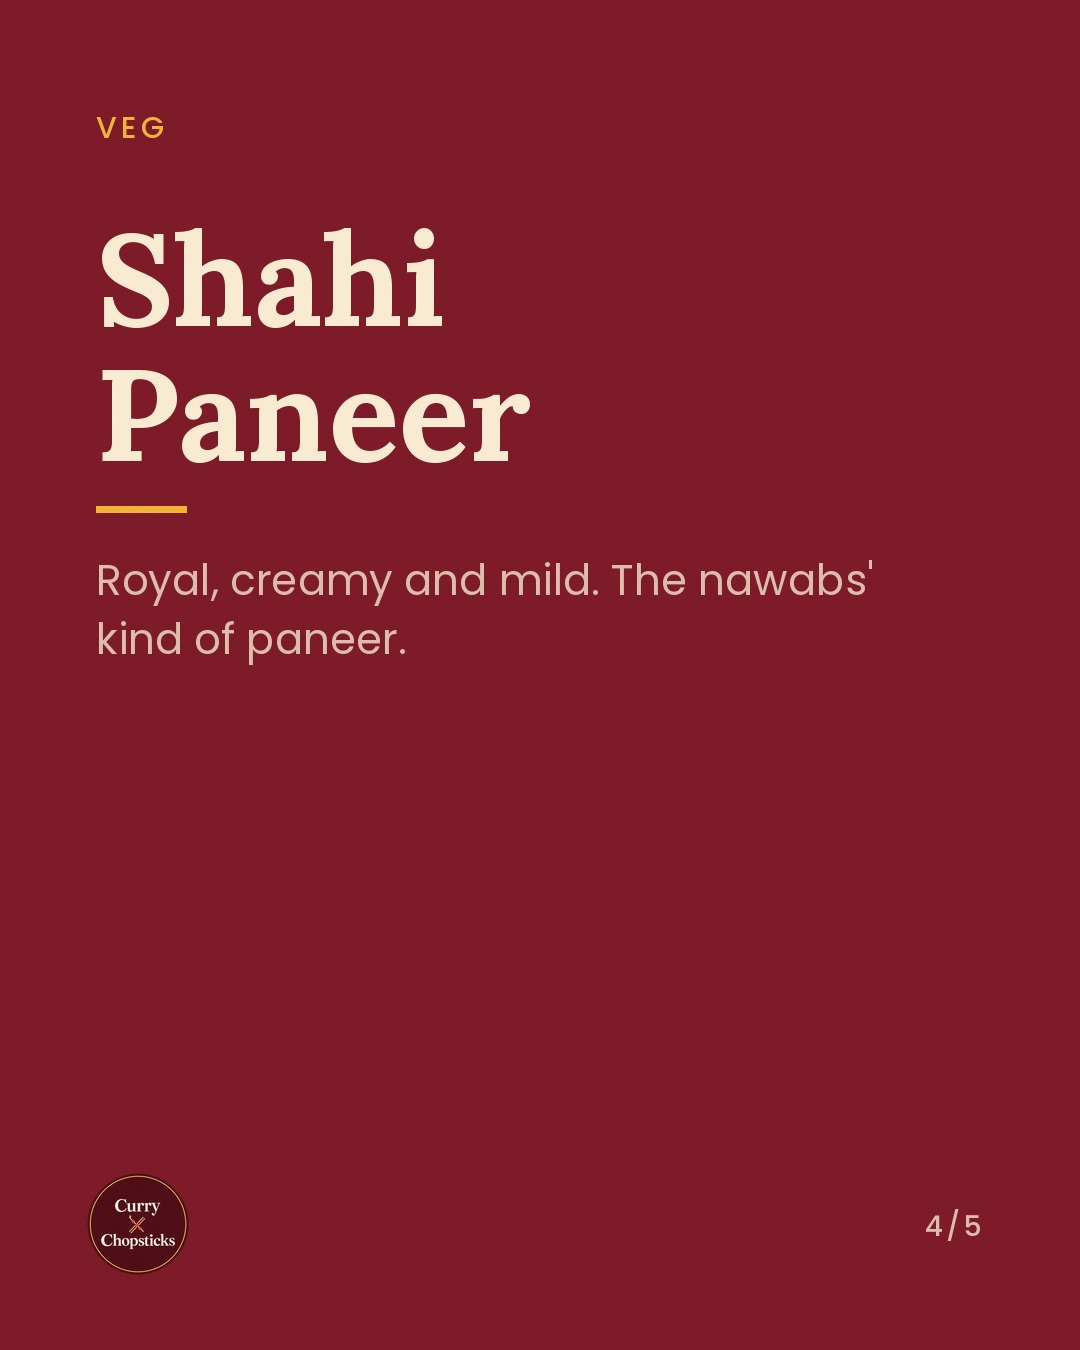 VEG
Shahi
Paneer
Royal, creamy and mild. The nawabs'
kind of paneer.
Curry
Chopsticks
4/5